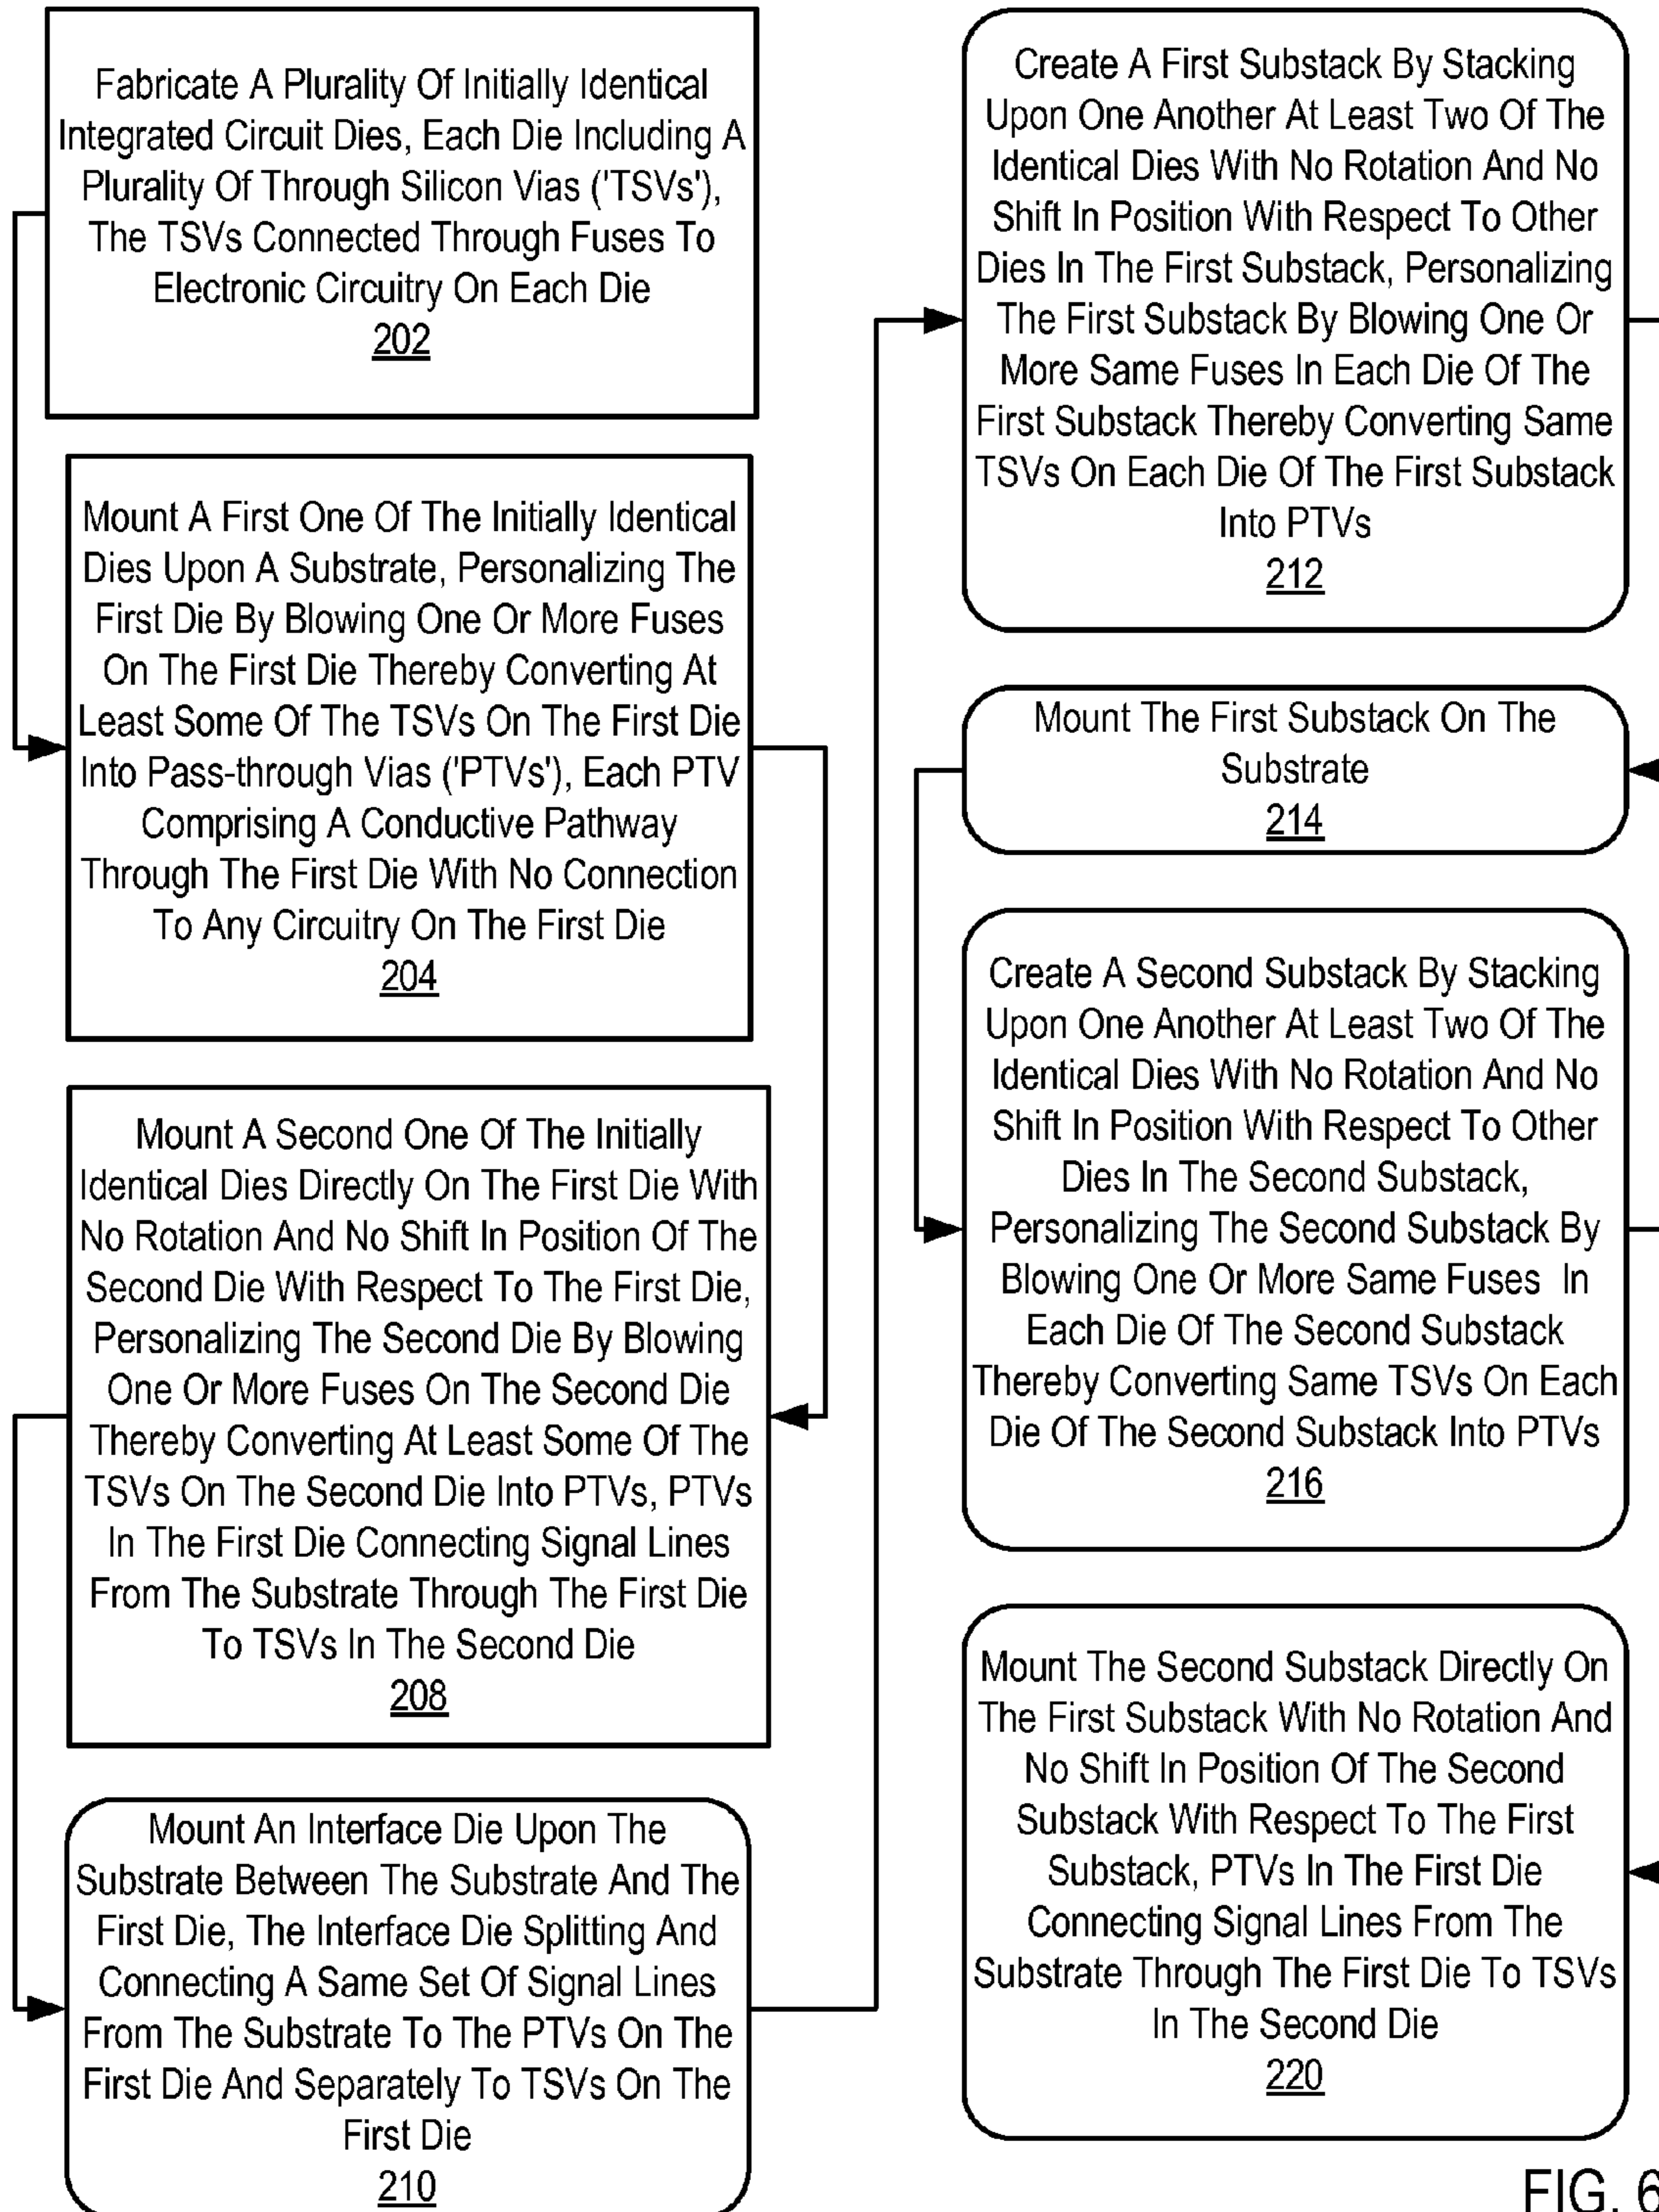 Fabricate A Plurality Of Initially Identical
Integrated Circuit Dies, Each Die Including A
Plurality Of Through Silicon Vias ('TSVs'),
The TSVs Connected Through Fuses To
Electronic Circuitry On Each Die
202
Mount A First One Of The Initially Identical
Dies Upon A Substrate, Personalizing The
First Die By Blowing One Or More Fuses
On The First Die Thereby Converting At
Least Some Of The TSVs On The First Die
Into Pass-through Vias ('PTVs'), Each PTV
Comprising A Conductive Pathway
Through The First Die With No Connection
To Any Circuitry On The First Die
204
Mount A Second One Of The Initially
Identical Dies Directly On The First Die With
No Rotation And No Shift In Position Of The
Second Die With Respect To The First Die,
Personalizing The Second Die By Blowing
One Or More Fuses On The Second Die
Thereby Converting At Least Some Of The
TSVs On The Second Die Into PTVs, PTVs
In The First Die Connecting Signal Lines
From The Substrate Through The First Die
To TSVs In The Second Die
208
Mount An Interface Die Upon The
Substrate Between The Substrate And The
First Die, The Interface Die Splitting And
Connecting A Same Set Of Signal Lines
From The Substrate To The PTVs On The
First Die And Separately To TSVs On The
First Die
210
Create A First Substack By Stacking
Upon One Another At Least Two Of The
Identical Dies With No Rotation And No
Shift In Position With Respect To Other
Dies In The First Substack, Personalizing
The First Substack By Blowing One Or
More Same Fuses In Each Die Of The
First Substack Thereby Converting Same
TSVs On Each Die Of The First Substack
Into PTVs
212
Mount The First Substack On The
Substrate
214
Create A Second Substack By Stacking
Upon One Another At Least Two Of The
Identical Dies With No Rotation And No
Shift In Position With Respect To Other
Dies In The Second Substack,
Personalizing The Second Substack By
Blowing One Or More Same Fuses In
Each Die Of The Second Substack
Thereby Converting Same TSVs On Each
Die Of The Second Substack Into PTVs
216
Mount The Second Substack Directly On
The First Substack With No Rotation And
No Shift In Position Of The Second
Substack With Respect To The First
Substack, PTVs In The First Die
Connecting Signal Lines From The
Substrate Through The First Die To TSVs
In The Second Die
220
FIG. 6